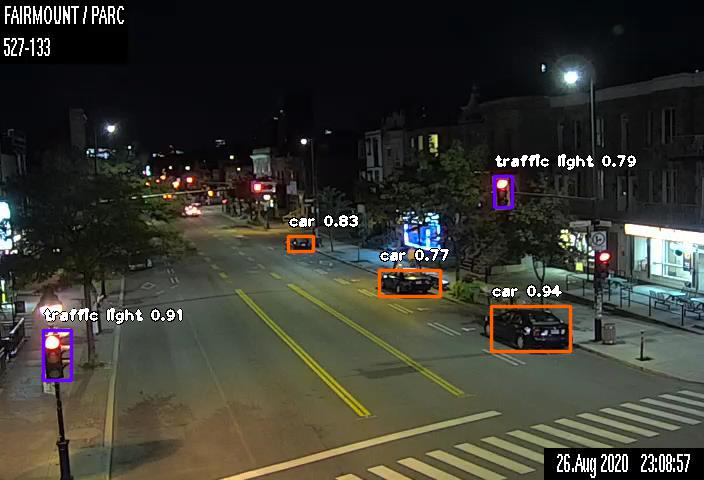 FAIRMOUNT / PARC
527-133
traffic light 0.79
car 0.83
car 0.77
car 0.94
traffic light 0.91
26.Aug 2020 23:08:57